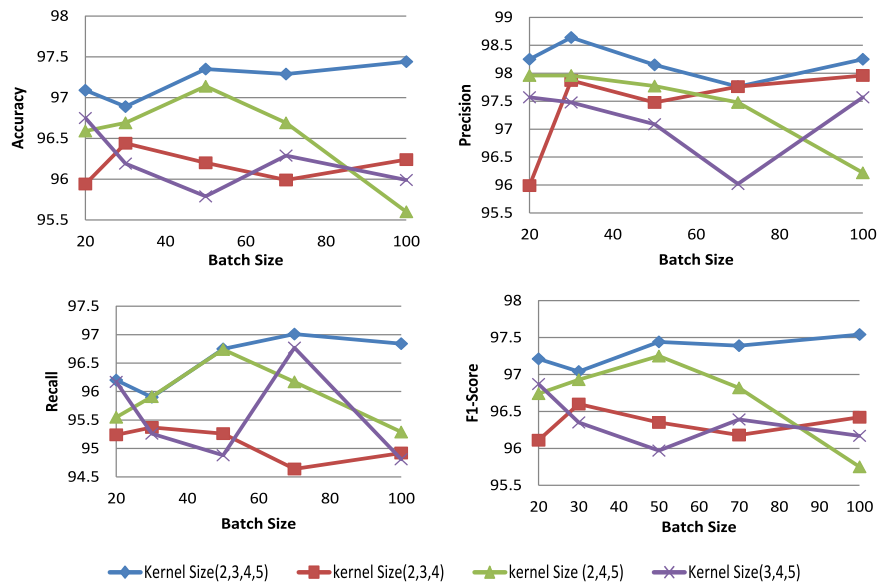 98
97.5
97
96.5
96
95.5
20 40 60 80 100
Accuracy
Batch Size
99
98.5
98
97.5
97
96.5
96
95.5
20 30 40 50 60 70 80 90 100
Precision
Batch Size
97.5
97
96.5
96
95.5
95
94.5
20 40 60 80 100
Recall
Batch Size
98
97.5
97
96.5
96
95.5
20 30 40 50 60 70 80 90 100
F1-Score
Batch Size
Kernel Size(2,3,4,5) kernel Size(2,3,4) kernel Size (2,4,5) Kernel Size(3,4,5)